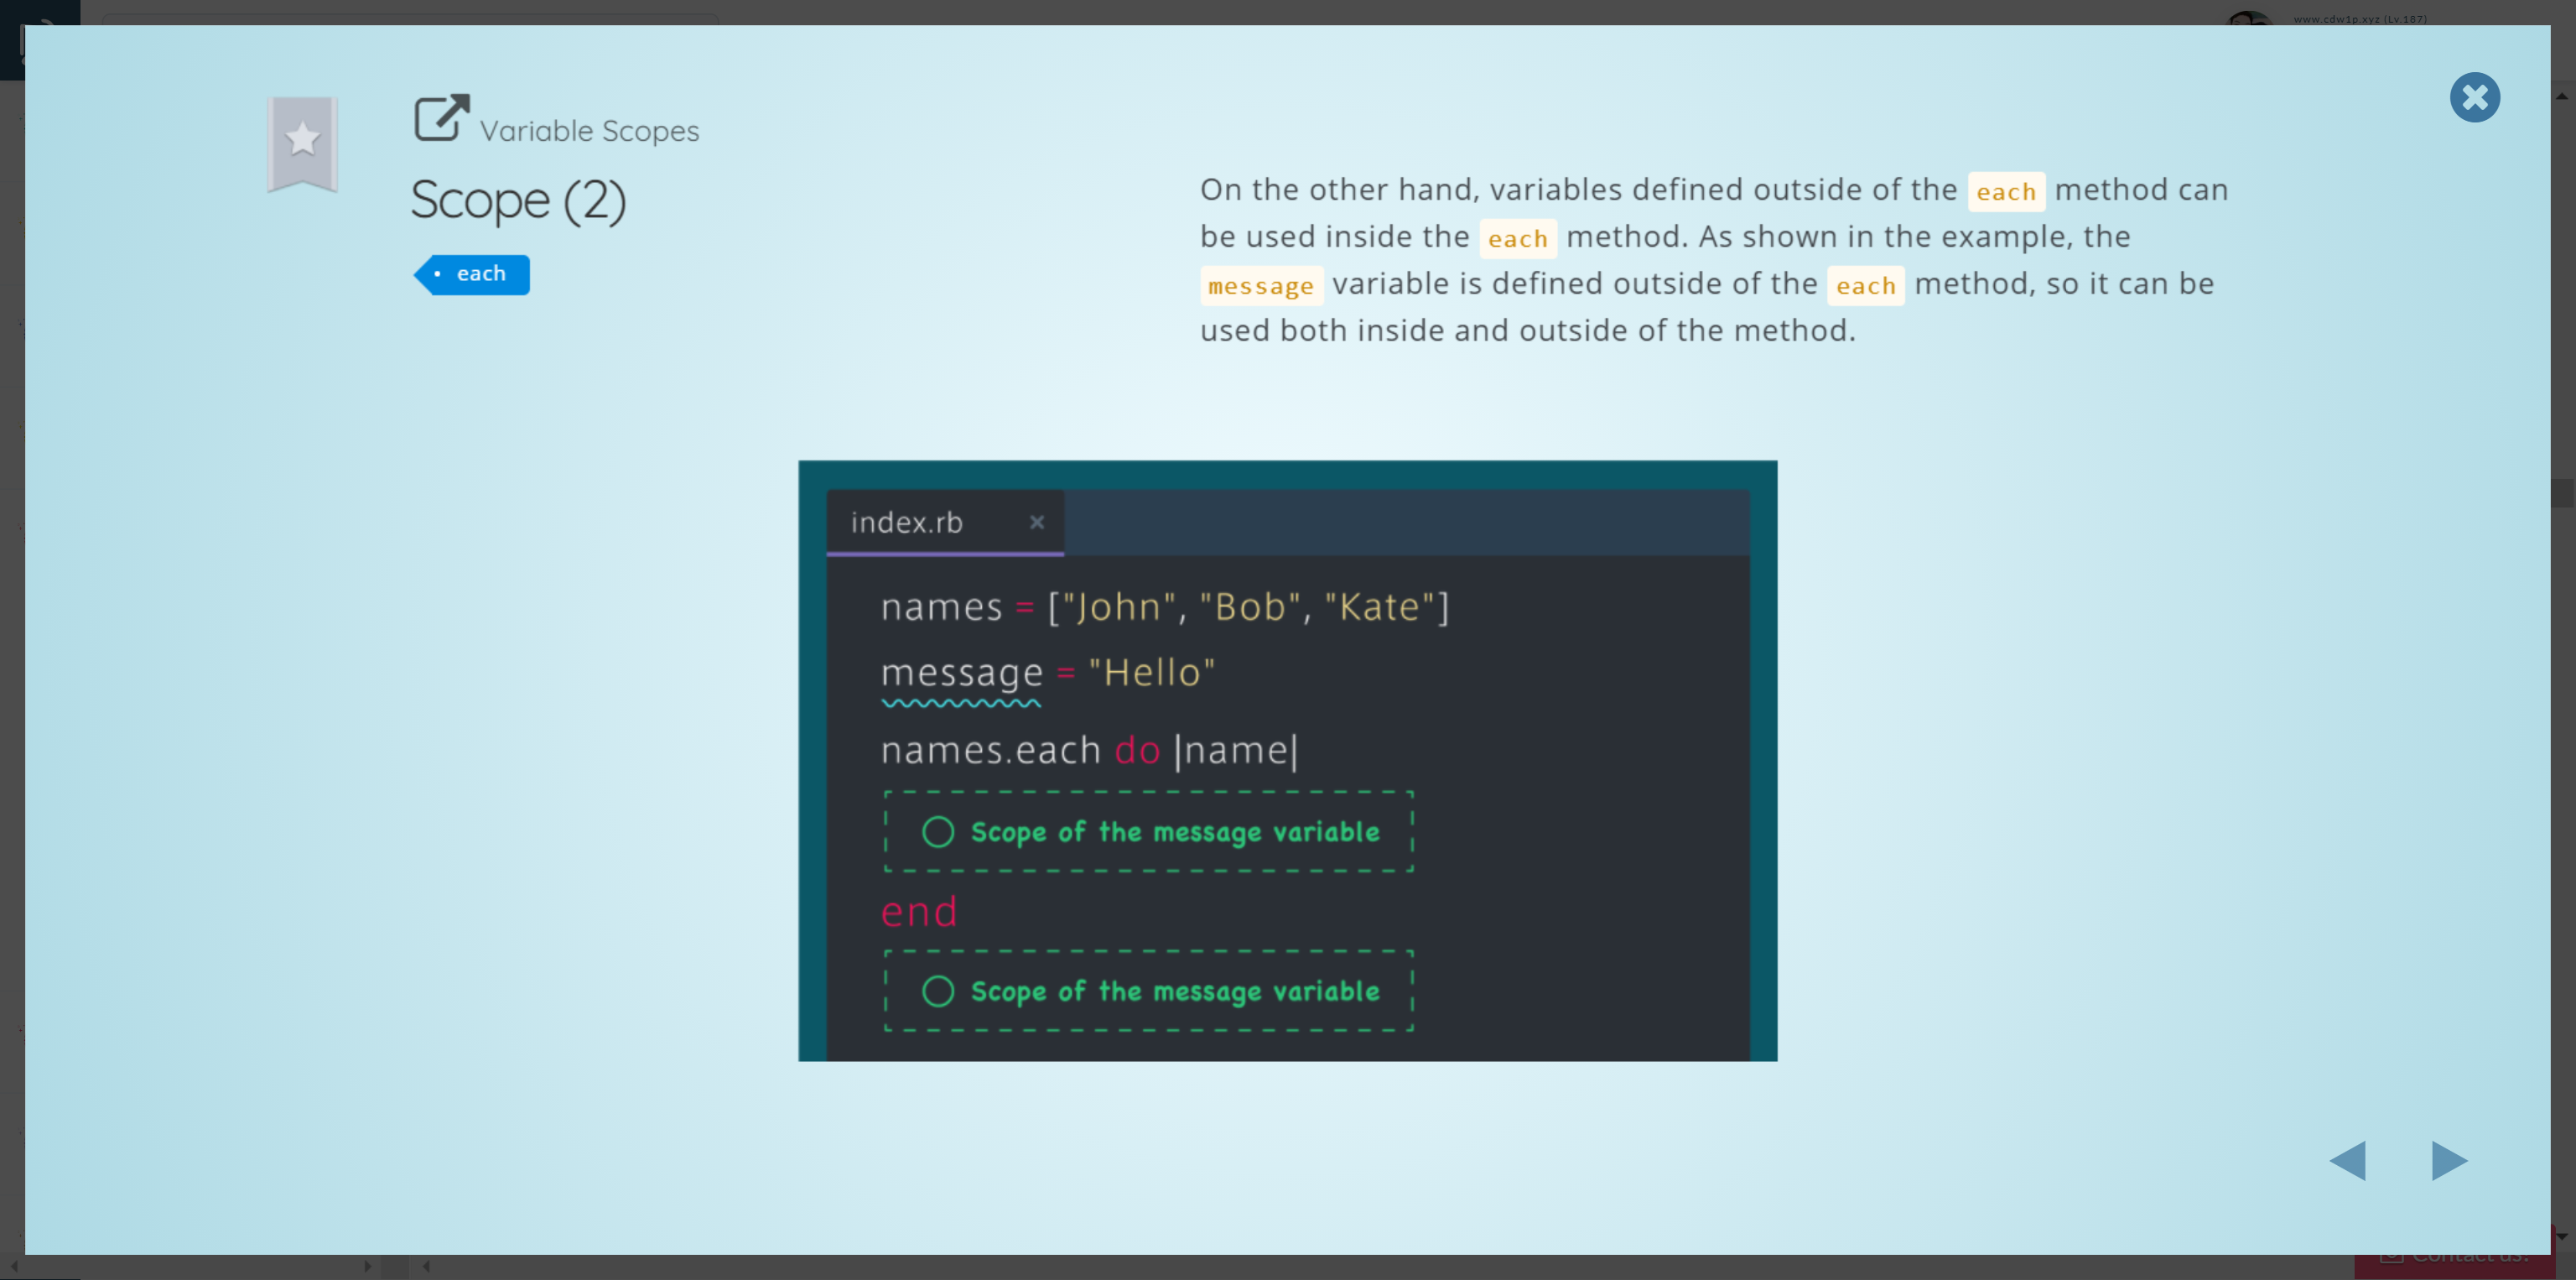 www.cdw1p.xyz (Lv.187)
Variable Scopes
Scope (2)
each
On the other hand, variables defined outside of the each method can
be used inside the each method. As shown in the example, the
message variable is defined outside of the each method, so it can be
used both inside and outside of the method.
index.rb ×
names = ["John", "Bob", "Kate"]
message = "Hello"
names.each do |name|
Scope of the message variable
end
Scope of the message variable
Contact us!